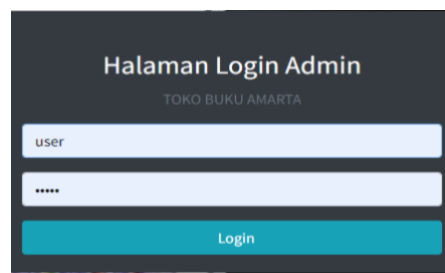 Halaman Login Admin
TOKO BUKU AMARTA
user
•••••
Login